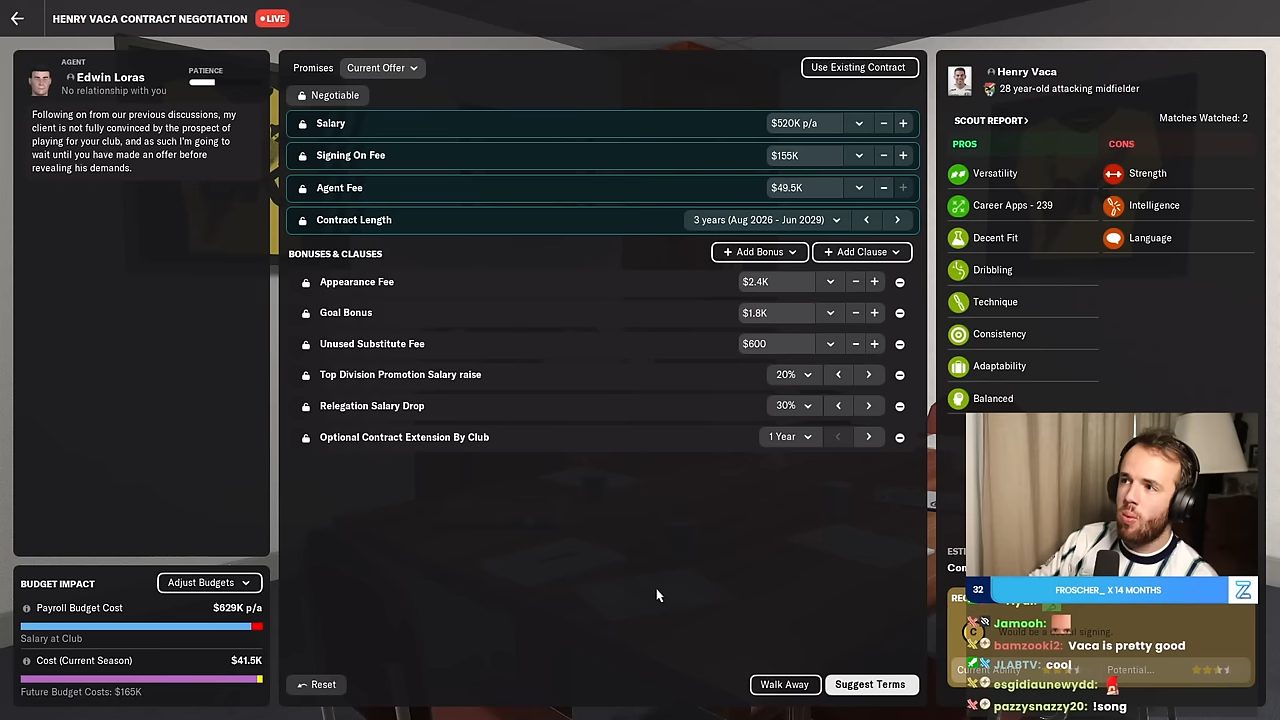 HENRY VACA CONTRACT NEGOTIATION
LIVE
AGENT
Edwin Loras
No relationship with you
PATIENCE
Following on from our previous discussions, my
client is not fully convinced by the prospect of
playing for your club, and as such I'm going to
wait until you have made an offer before
revealing his demands.
BUDGET IMPACT
Adjust Budgets
Payroll Budget Cost $629K p/a
Salary at Club
Cost (Current Season) $41.5K
Future Budget Costs: $165K
Promises Current Offer
Use Existing Contract
Negotiable
Salary $520K p/a
Signing On Fee $155K
Agent Fee $49.5K
Contract Length 3 years (Aug 2026 - Jun 2029)
BONUSES & CLAUSES
+ Add Bonus
+ Add Clause
Appearance Fee $2.4K
Goal Bonus $1.8K
Unused Substitute Fee $600
Top Division Promotion Salary raise 20%
Relegation Salary Drop 30%
Optional Contract Extension By Club 1 Year
Reset
Walk Away
Suggest Terms
Henry Vaca
28 year-old attacking midfielder
SCOUT REPORT>
Matches Watched: 2
PROS
Versatility
Career Apps - 239
Decent Fit
Dribbling
Technique
Consistency
Adaptability
Balanced
CONS
Strength
Intelligence
Language
32 FROSCHER_ X 14 MONTHS Z
Jamooh:
bamzooki2: Vaca is pretty good
JLABTV: cool
Current Ability
Potential...
esgidiaunewydd:
pazzysnazzy20: !song